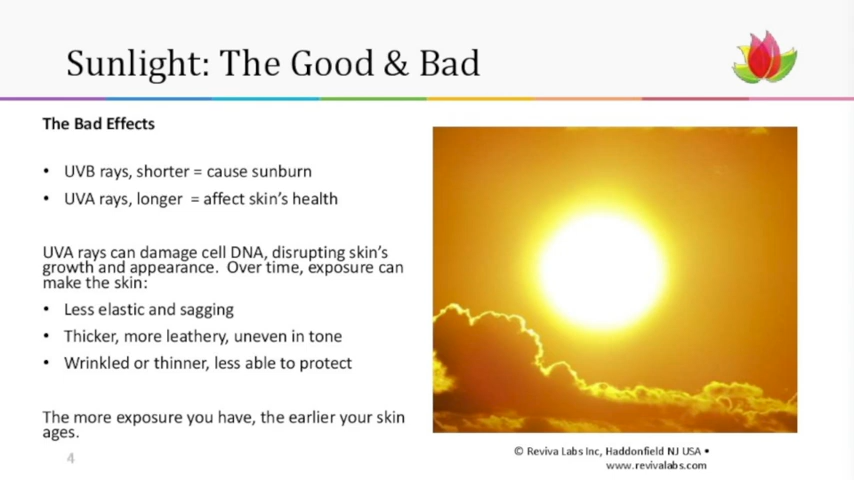 Sunlight: The Good & Bad
The Bad Effects
• UVB rays, shorter = cause sunburn
• UVA rays, longer = affect skin's health
UVA rays can damage cell DNA, disrupting skin's
growth and appearance. Over time, exposure can
make the skin:
• Less elastic and sagging
• Thicker, more leathery, uneven in tone
• Wrinkled or thinner, less able to protect
The more exposure you have, the earlier your skin
ages.
4
© Reviva Labs Inc, Haddonfield NJ USA •
www.revivalabs.com